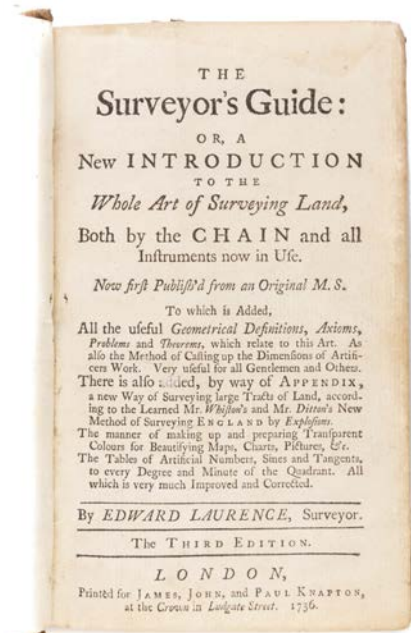 THE
Surveyor's Guide:
OR, A
New INTRODUCTION
TO THE
Whole Art of Surveying Land,
Both by the CHAIN and all
Inſtruments now in Uſe.
Now firſt Publiſh'd from an Original M. S.
To which is Added,
All the uſeful Geometrical Definitions, Axioms,
Problems and Theorems, which relate to this Art. As
alſo the Method of Caſting up the Dimenſions of Artifi-
cers Work. Very uſeful for all Gentlemen and Others.
There is alſo added, by way of APPENDIX,
a new Way of Surveying large Tracts of Land, accord-
ing to the Learned Mr. Whiſton's and Mr. Ditton's New
Method of Surveying ENGLAND by Exploſions.
The manner of making up and preparing Tranſparent
Colours for Beautifying Maps, Charts, Pictures, &c.
The Tables of Artificial Numbers, Sines and Tangents,
to every Degree and Minute of the Quadrant. All
which is very much Improved and Corrected.
By EDWARD LAURENCE, Surveyor.
The THIRD EDITION.
LONDON,
Printed for JAMES, JOHN, and PAUL KNAPTON,
at the Crown in Ludgate Street. 1736.